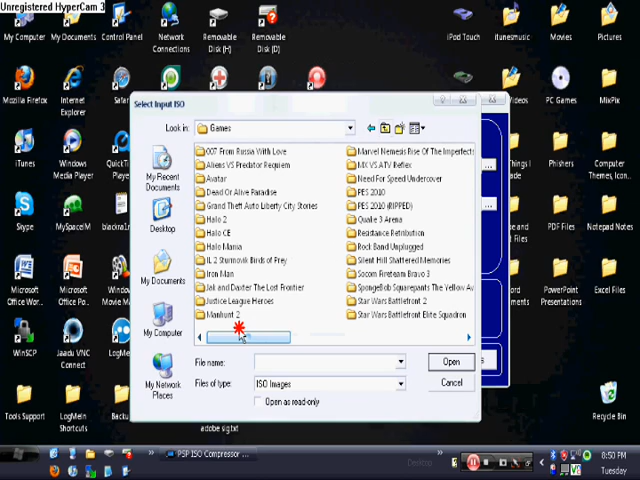 Unregistered HyperCam 3
My Computer
My Documents
Control Panel
Network Connections
Removable Disk (H)
Removable Disk (D)
iPod Touch
itunesmusic
Movies
Pictures
Mozilla Firefox
Internet Explorer
Safari
PC Games
MixPix
Select Input ISO
Look in:
Games
My Recent Documents
Desktop
My Documents
My Computer
My Network Places
007 From Russia With Love
Aliens VS Predator Requiem
Avatar
Dead Or Alive Paradise
Grand Theft Auto Liberty City Stories
Halo 2
Halo CE
Halo Mania
IL 2 Sturmovik Birds of Prey
Iron Man
Jak and Daxter The Lost Frontier
Justice League Heroes
Manhunt 2
Marvel Nemesis Rise Of The Imperfects
MX VS ATV Reflex
Need For Speed Undercover
PES 2010
PES 2010 (RIPPED)
Quake 3 Arena
Resistance Retribution
Rock Band Unplugged
Silent Hill Shattered Memories
Socom Fireteam Bravo 3
SpongeBob Squarepants The Yellow Av
Star Wars Battlefront 2
Star Wars Battlefront Elite Squadron
File name:
Open
Files of type:
ISO Images
Cancel
Open as read-only
iTunes
Windows Media Player
Phishers
Computer
Skype
MySpaceIM
PDF Files
Notepad Notes
Microsoft Office Wor...
Microsoft Office Po...
Windows Movie M
PowerPoint Presentations
Excel Files
WinSCP
Jaadu VNC Connect
LogMe
Tools Support
LogMeIn Shortcuts
Recycle Bin
adobe sig.txt
PSP ISO Compressor ...
Desktop
8:50 PM
Tuesday